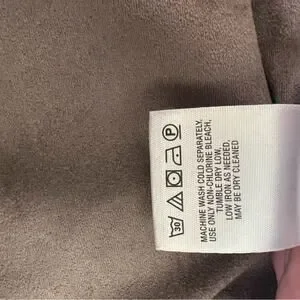 30
P
MACHINE WASH COLD SEPARATELY.
USE ONLY NON-CHLORINE BLEACH,
TUMBLE DRY LOW,
LOW IRON AS NEEDED,
MAY BE DRY CLEANED